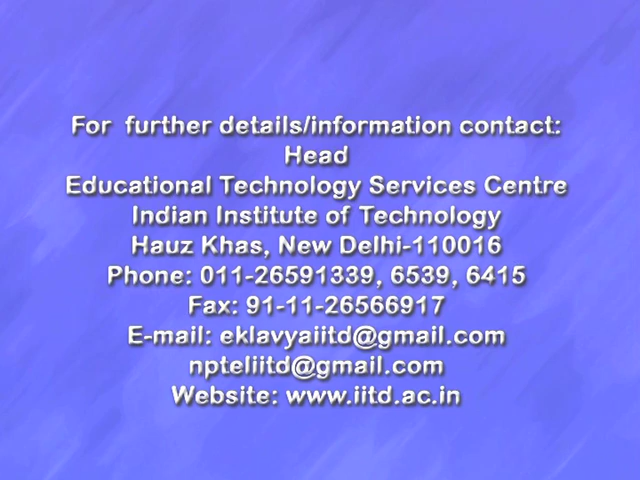 For further details/information contact:
Head
Educational Technology Services Centre
Indian Institute of Technology
Hauz Khas, New Delhi-110016
Phone: 011-26591339, 6539, 6415
Fax: 91-11-26566917
E-mail: eklavyaiitd@gmail.com
npteliitd@gmail.com
Website: www.iitd.ac.in